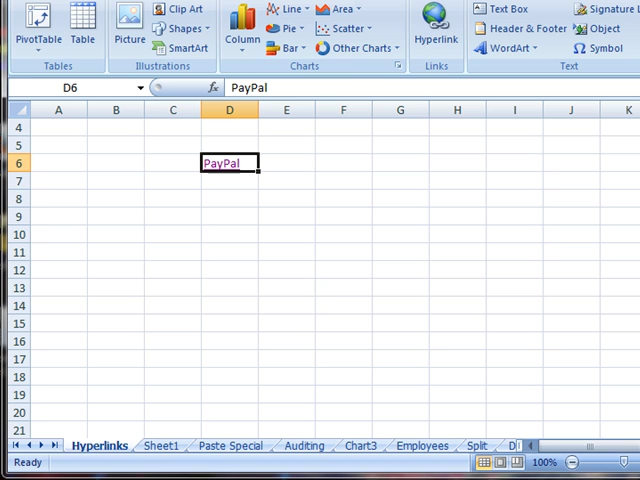 Clip Art Line Area Text Box Signature L
PivotTable Table Picture Shapes Column Pie Scatter Hyperlink Header & Footer Object
SmartArt Bar Other Charts WordArt Symbol
Tables Illustrations Charts Links Text
D6 fx PayPal
A B C D E F G H I J K
4
5
6 PayPal
7
8
9
10
11
12
13
14
15
16
17
18
19
20
21
Hyperlinks Sheet1 Paste Special Auditing Chart3 Employees Split D
Ready 100%